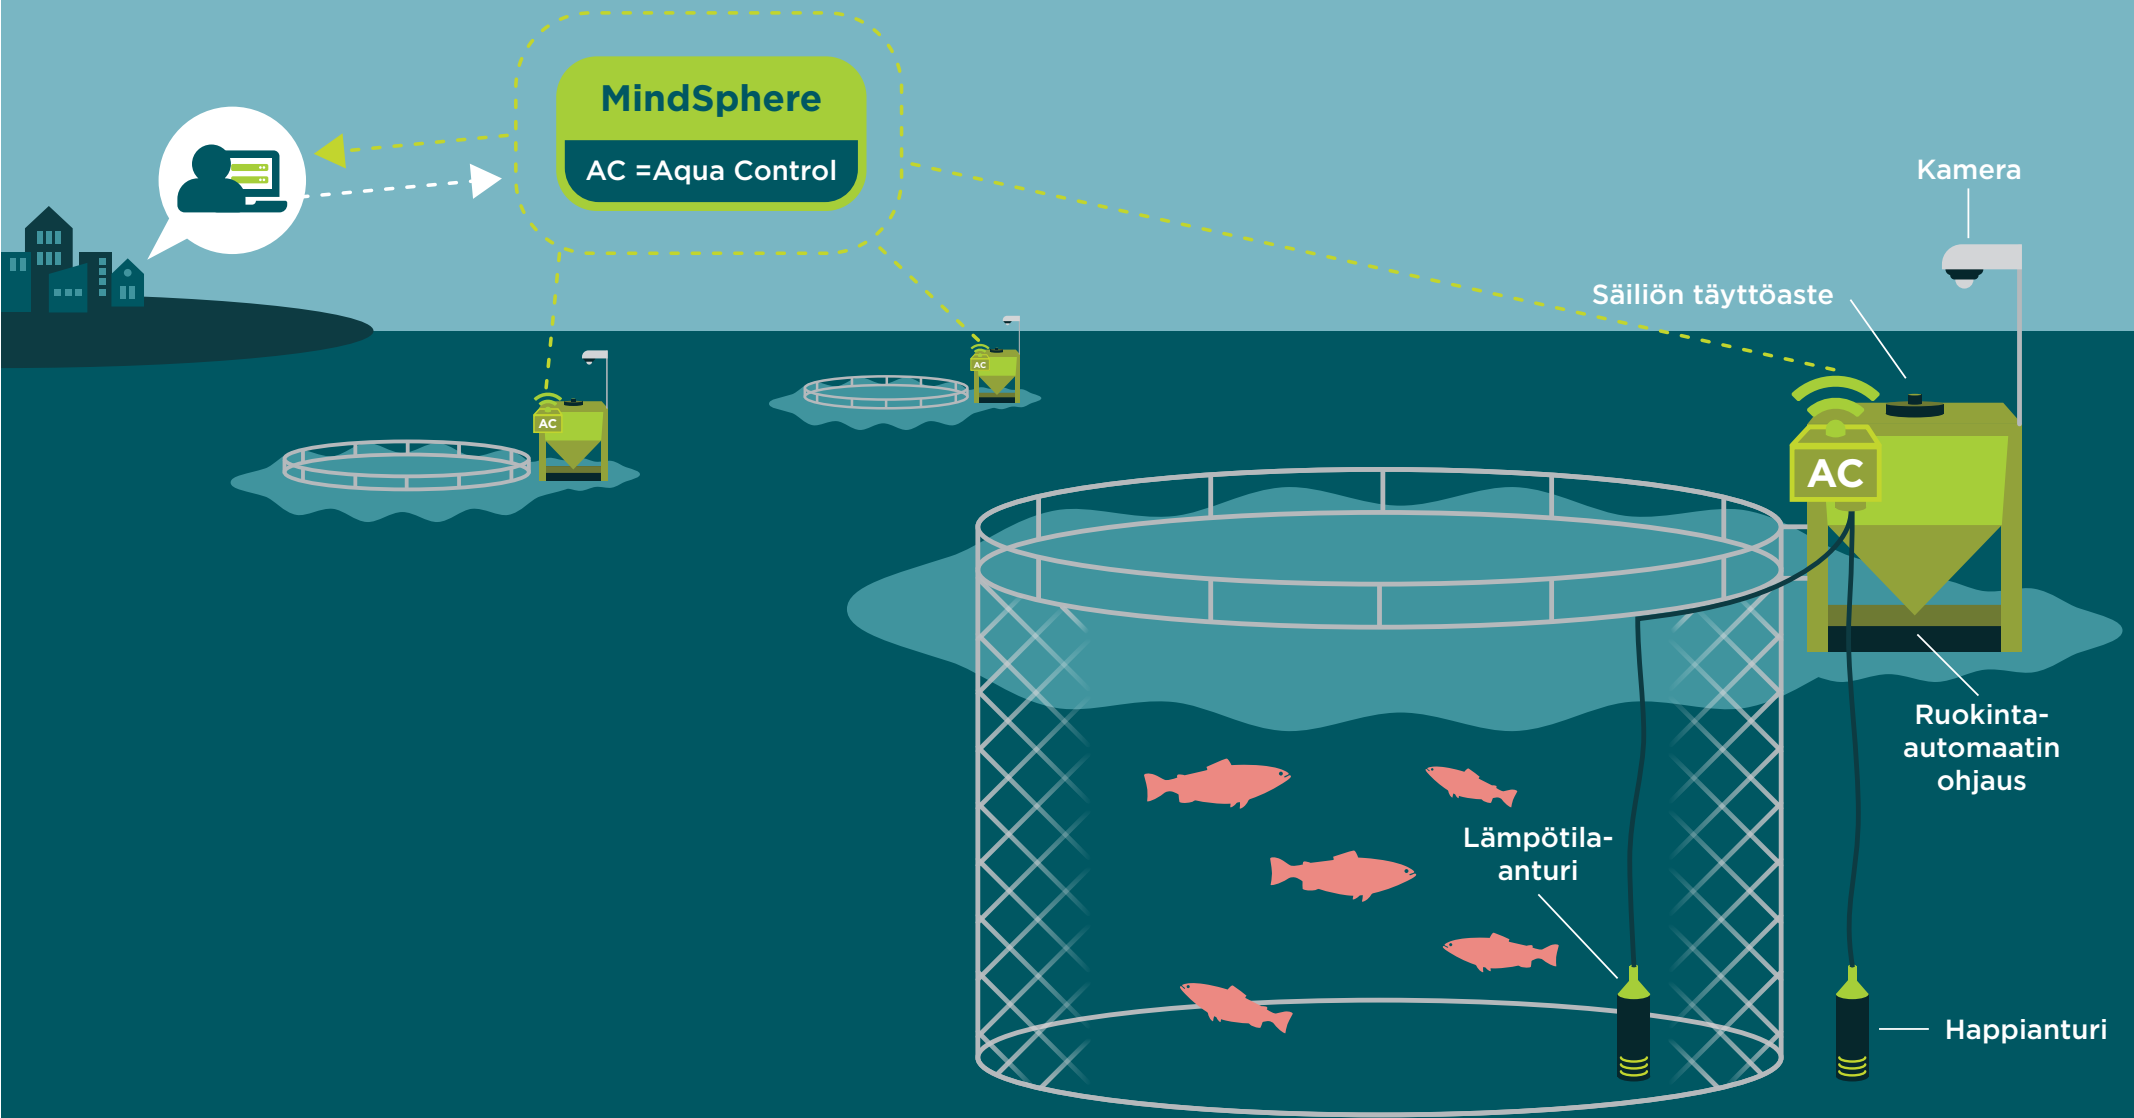 MindSphere
AC =Aqua Control
Kamera
Säiliön täyttöaste
AC
AC
AC
Ruokinta-
automaatin
ohjaus
Lämpötila-
anturi
Happianturi